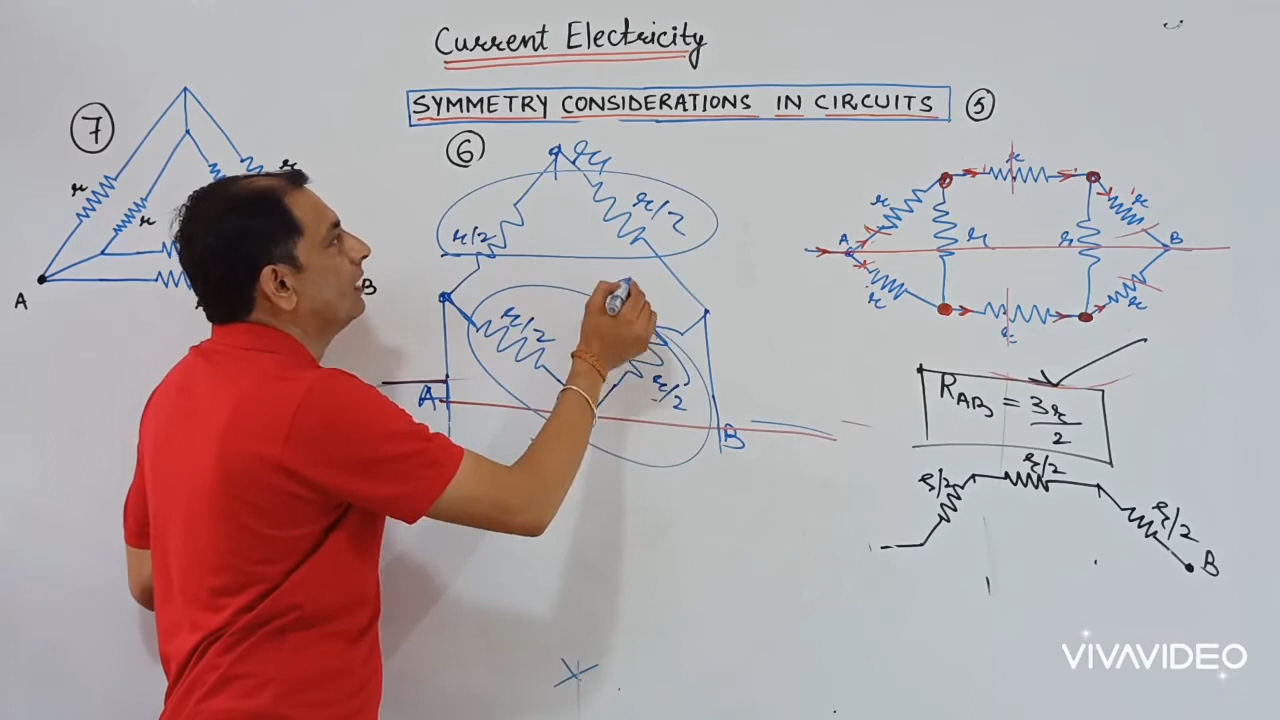 Current Electricity
SYMMETRY CONSIDERATIONS IN CIRCUITS
5
7
6
r
r
r
A
B
r/2
r/2
r/2
r/2
A
B
r
r
r
r
r
r
r
r
A
B
R_AB = 3r/2
r/2
r/2
r/2
B
VIVAVIDEO